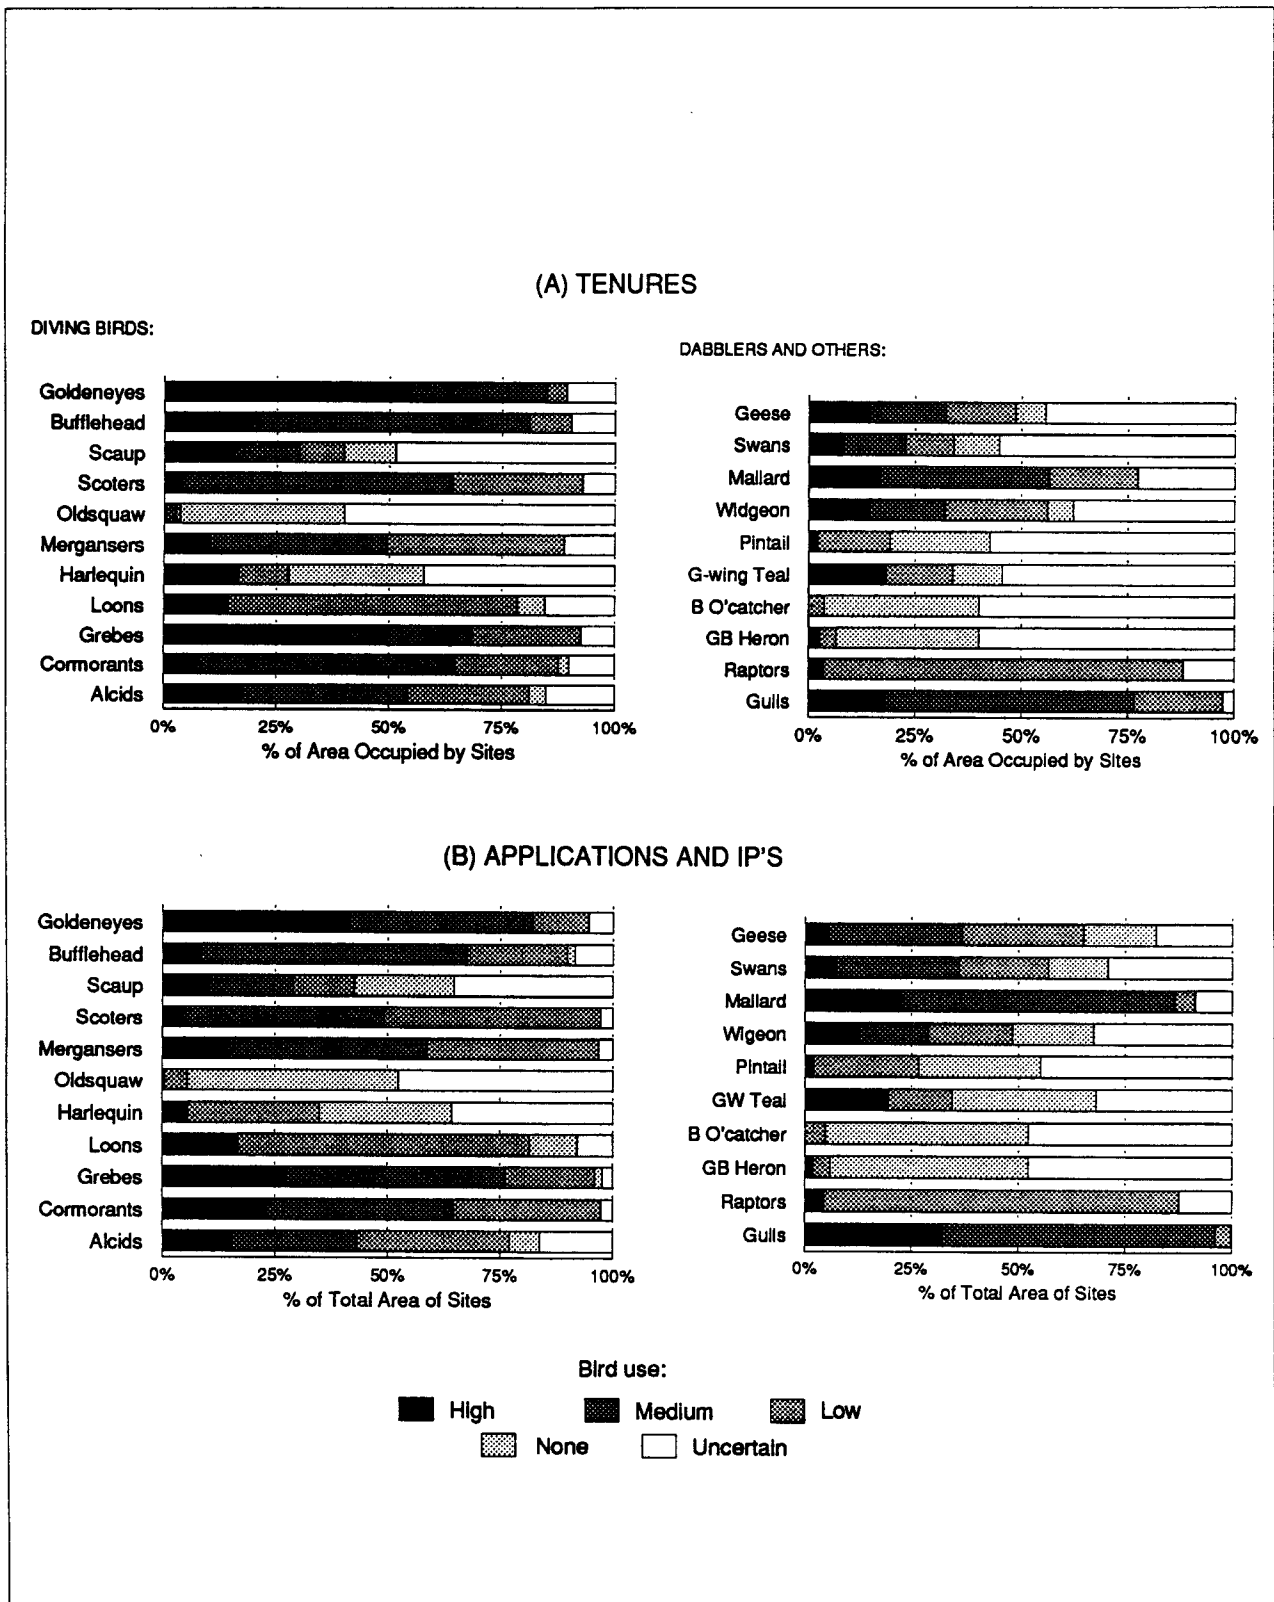 (A) TENURES
DIVING BIRDS:
Goldeneyes
Bufflehead
Scaup
Scoters
Oldsquaw
Mergansers
Harlequin
Loons
Grebes
Cormorants
Alcids
0% 25% 50% 75% 100%
% of Area Occupied by Sites
DABBLERS AND OTHERS:
Geese
Swans
Mallard
Widgeon
Pintail
G-wing Teal
B O'catcher
GB Heron
Raptors
Gulls
0% 25% 50% 75% 100%
% of Area Occupied by Sites
(B) APPLICATIONS AND IP'S
Goldeneyes
Bufflehead
Scaup
Scoters
Mergansers
Oldsquaw
Harlequin
Loons
Grebes
Cormorants
Alcids
0% 25% 50% 75% 100%
% of Total Area of Sites
Geese
Swans
Mallard
Wigeon
Pintail
GW Teal
B O'catcher
GB Heron
Raptors
Gulls
0% 25% 50% 75% 100%
% of Total Area of Sites
Bird use:
High Medium Low
None Uncertain